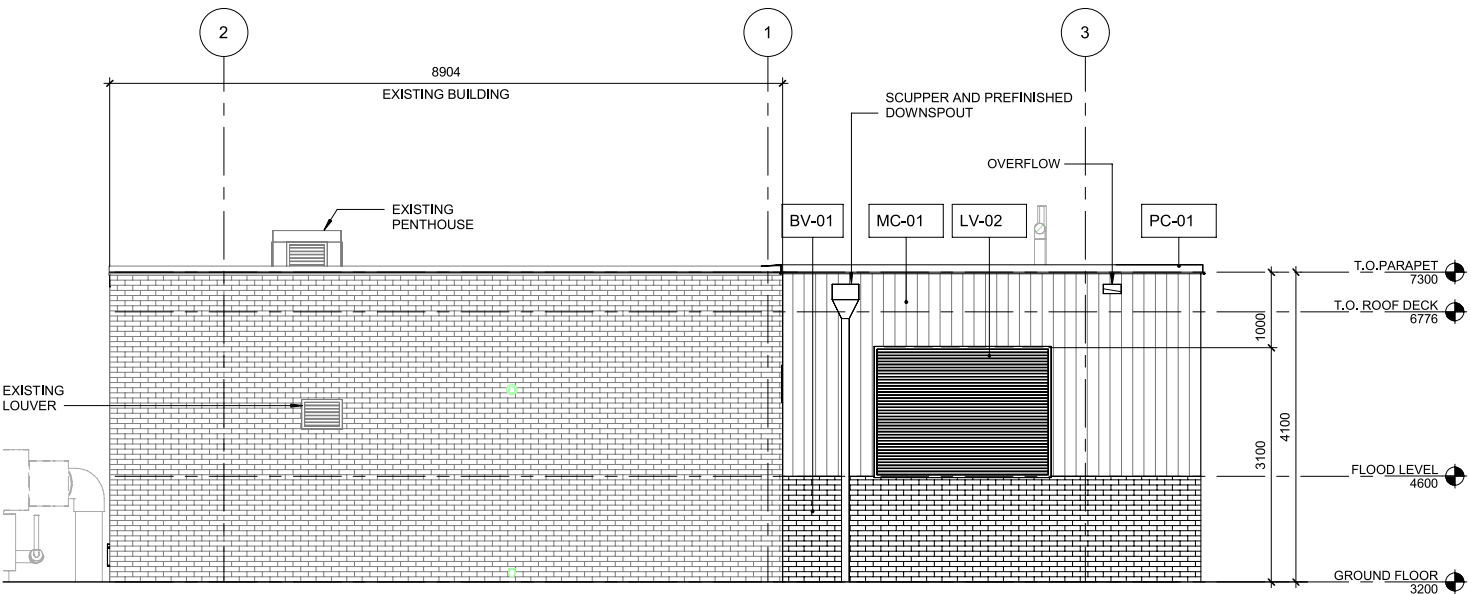 2
1
3
8904
EXISTING BUILDING
SCUPPER AND PREFINISHED
DOWNSPOUT
OVERFLOW
EXISTING
PENTHOUSE
BV-01
MC-01
LV-02
PC-01
T.O.PARAPET
7300
T.O. ROOF DECK
6776
1000
EXISTING
LOUVER
4100
3100
FLOOD LEVEL
4600
GROUND FLOOR
3200